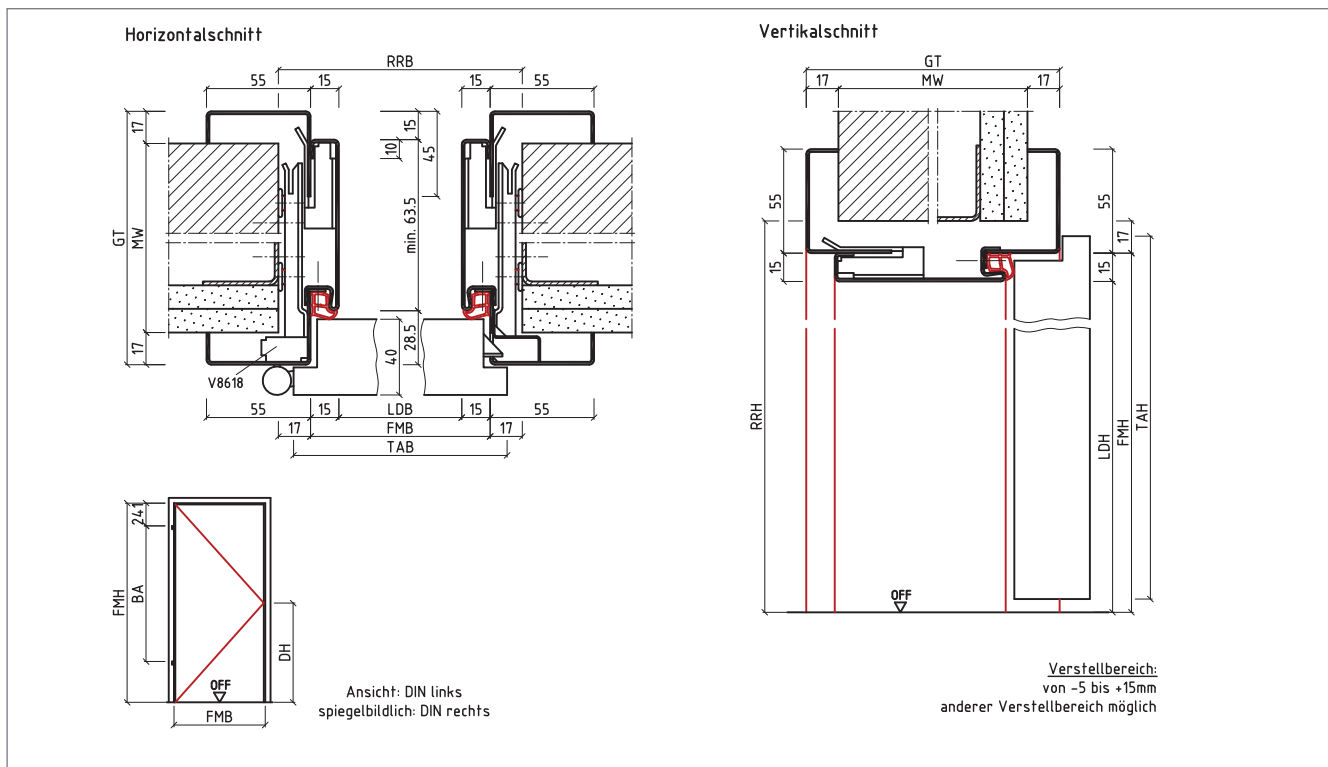 Horizontalschnitt
RRB
55
15
15
55
17
15
10
45
GT
MW
min. 63.5
17
28.5
40
V8618
55
15
LDB
15
55
17
FMB
17
TAB
Vertikalschnitt
GT
17
MW
17
55
55
17
15
15
RRH
LDH
FMH
TAH
OFF
241
FMH
BA
DH
OFF
FMB
Ansicht: DIN links
spiegelbildlich: DIN rechts
Verstellbereich:
von -5 bis +15mm
anderer Verstellbereich möglich